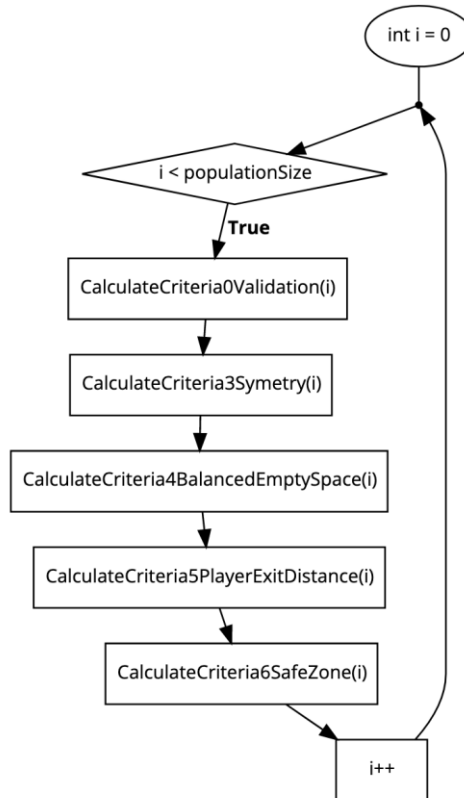 int i = 0
i < populationSize
True
CalculateCriteria0Validation(i)
CalculateCriteria3Symetry(i)
CalculateCriteria4BalancedEmptySpace(i)
CalculateCriteria5PlayerExitDistance(i)
CalculateCriteria6SafeZone(i)
i++